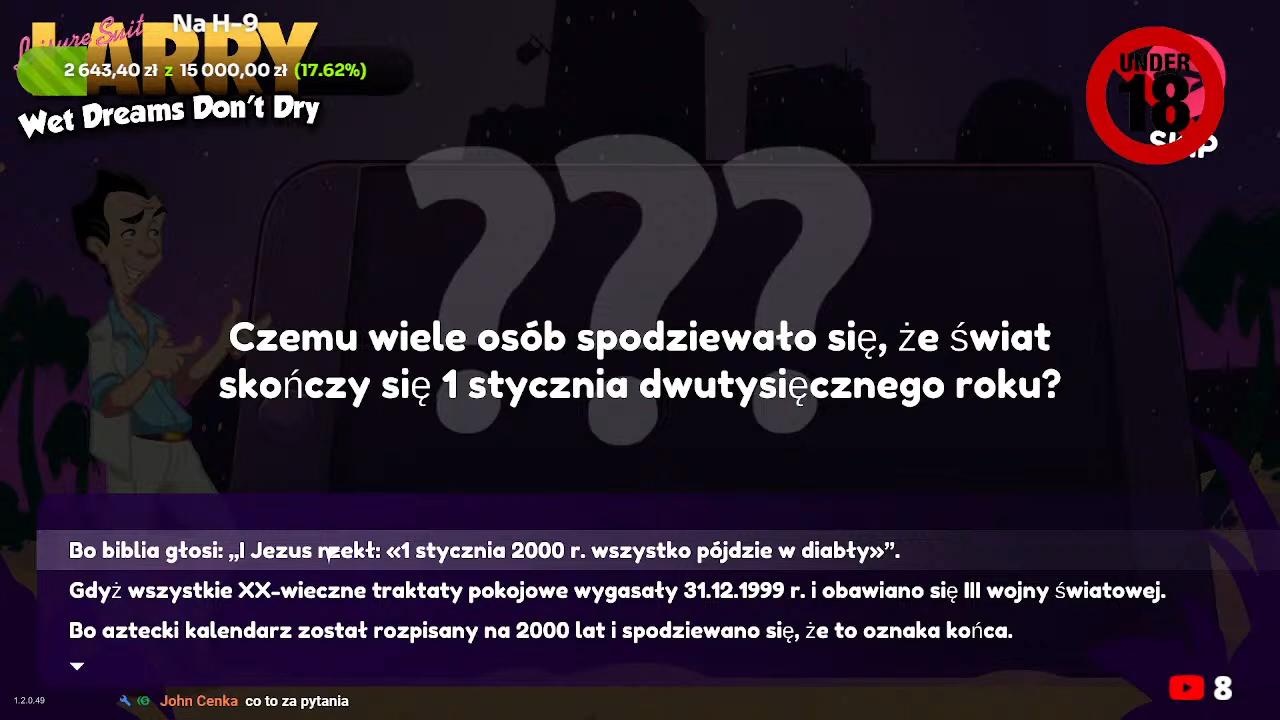 Leisure Suit
LARRY
Na H-9
2 643,40 zł z 15 000,00 zł (17.62%)
Wet Dreams Don't Dry
UNDER
18
SKIP
???
Czemu wiele osób spodziewało się, że świat
skończy się 1 stycznia dwutysięcznego roku?
Bo biblia głosi: „I Jezus rzekł: «1 stycznia 2000 r. wszystko pójdzie w diabły»”.
Gdyż wszystkie XX-wieczne traktaty pokojowe wygasały 31.12.1999 r. i obawiano się III wojny światowej.
Bo aztecki kalendarz został rozpisany na 2000 lat i spodziewano się, że to oznaka końca.
1.2.0.49
John Cenka co to za pytania
8